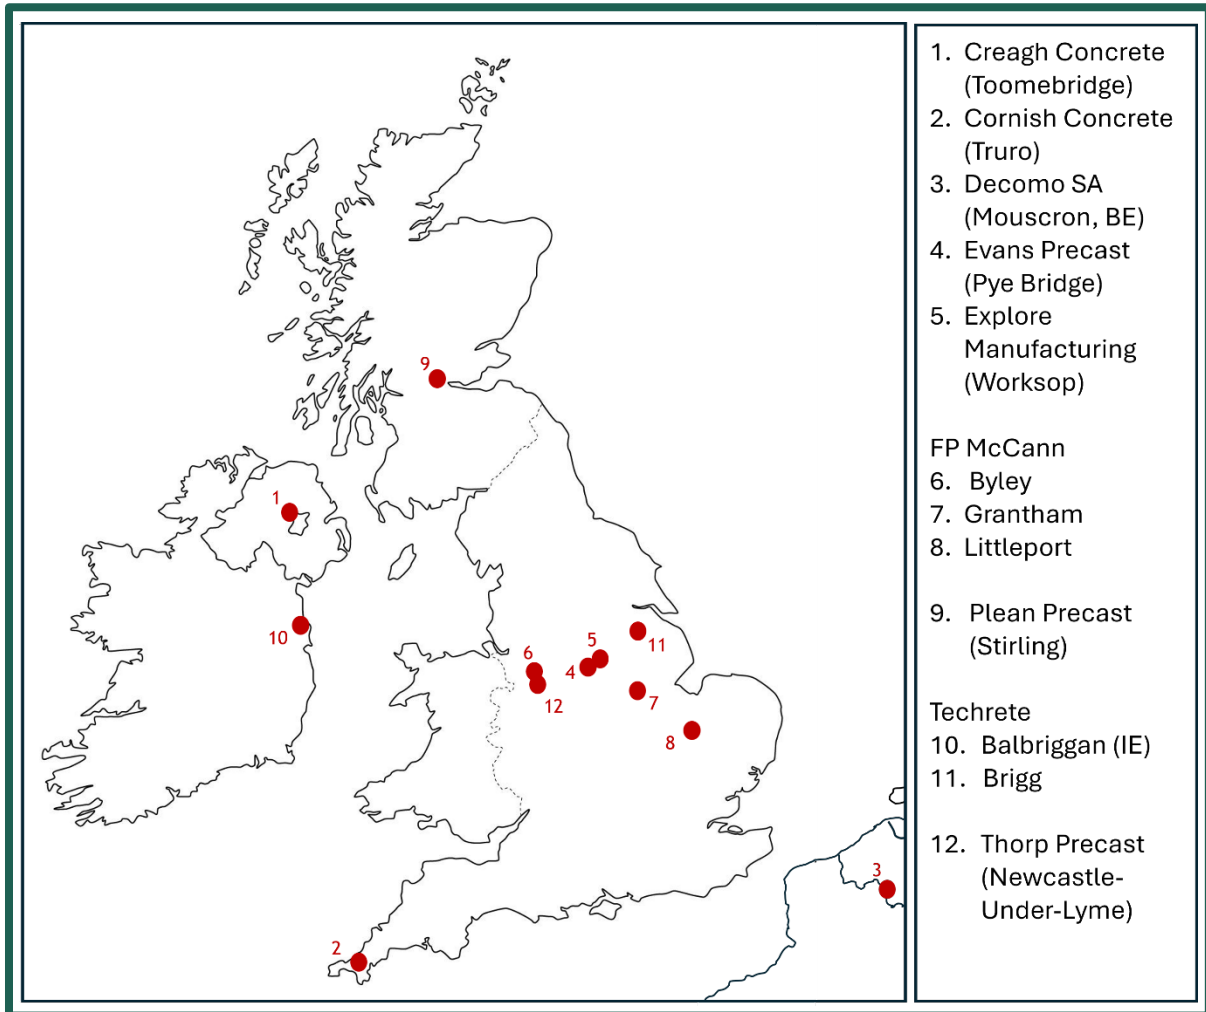 9
1
10
5
11
6
4
12
7
8
3
2
1. Creagh Concrete
(Toomebridge)
2. Cornish Concrete
(Truro)
3. Decomo SA
(Mouscron, BE)
4. Evans Precast
(Pye Bridge)
5. Explore
Manufacturing
(Worksop)
FP McCann
6. Byley
7. Grantham
8. Littleport
9. Plean Precast
(Stirling)
Techrete
10. Balbriggan (IE)
11. Brigg
12. Thorp Precast
(Newcastle-
Under-Lyme)